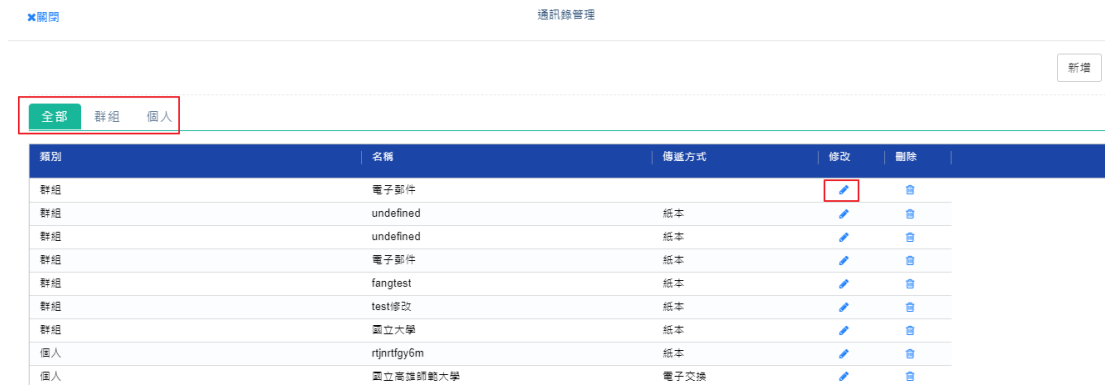 ✖關閉 通訊錄管理
新增
全部 群組 個人
類別 名稱 傳遞方式 修改 刪除
群組 電子郵件
群組 undefined 紙本
群組 undefined 紙本
群組 電子郵件 紙本
群組 fangtest 紙本
群組 test修改 紙本
群組 國立大學 紙本
個人 rtjnrtfgy6m 紙本
個人 國立高雄師範大學 電子交換